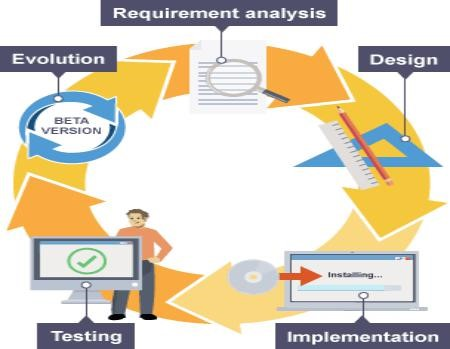 Requirement analysis
Evolution
Design
BETA
VERSION
Installing...
Testing
Implementation